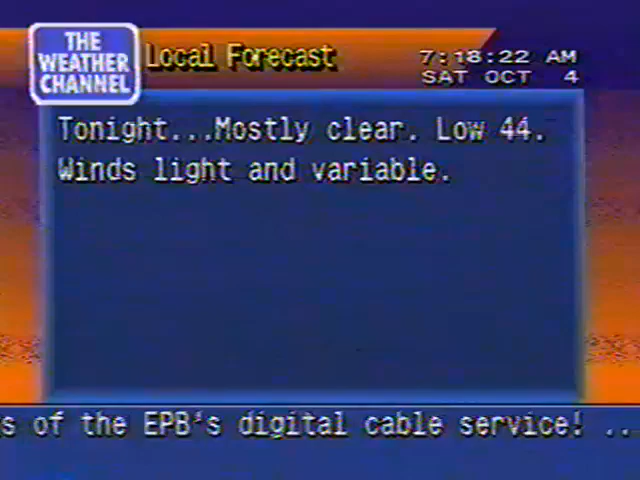 THE
WEATHER
CHANNEL
Local Forecast
7:18:22 AM
SAT OCT 4
Tonight...Mostly clear. Low 44.
Winds light and variable.
s of the EPB's digital cable service! ...